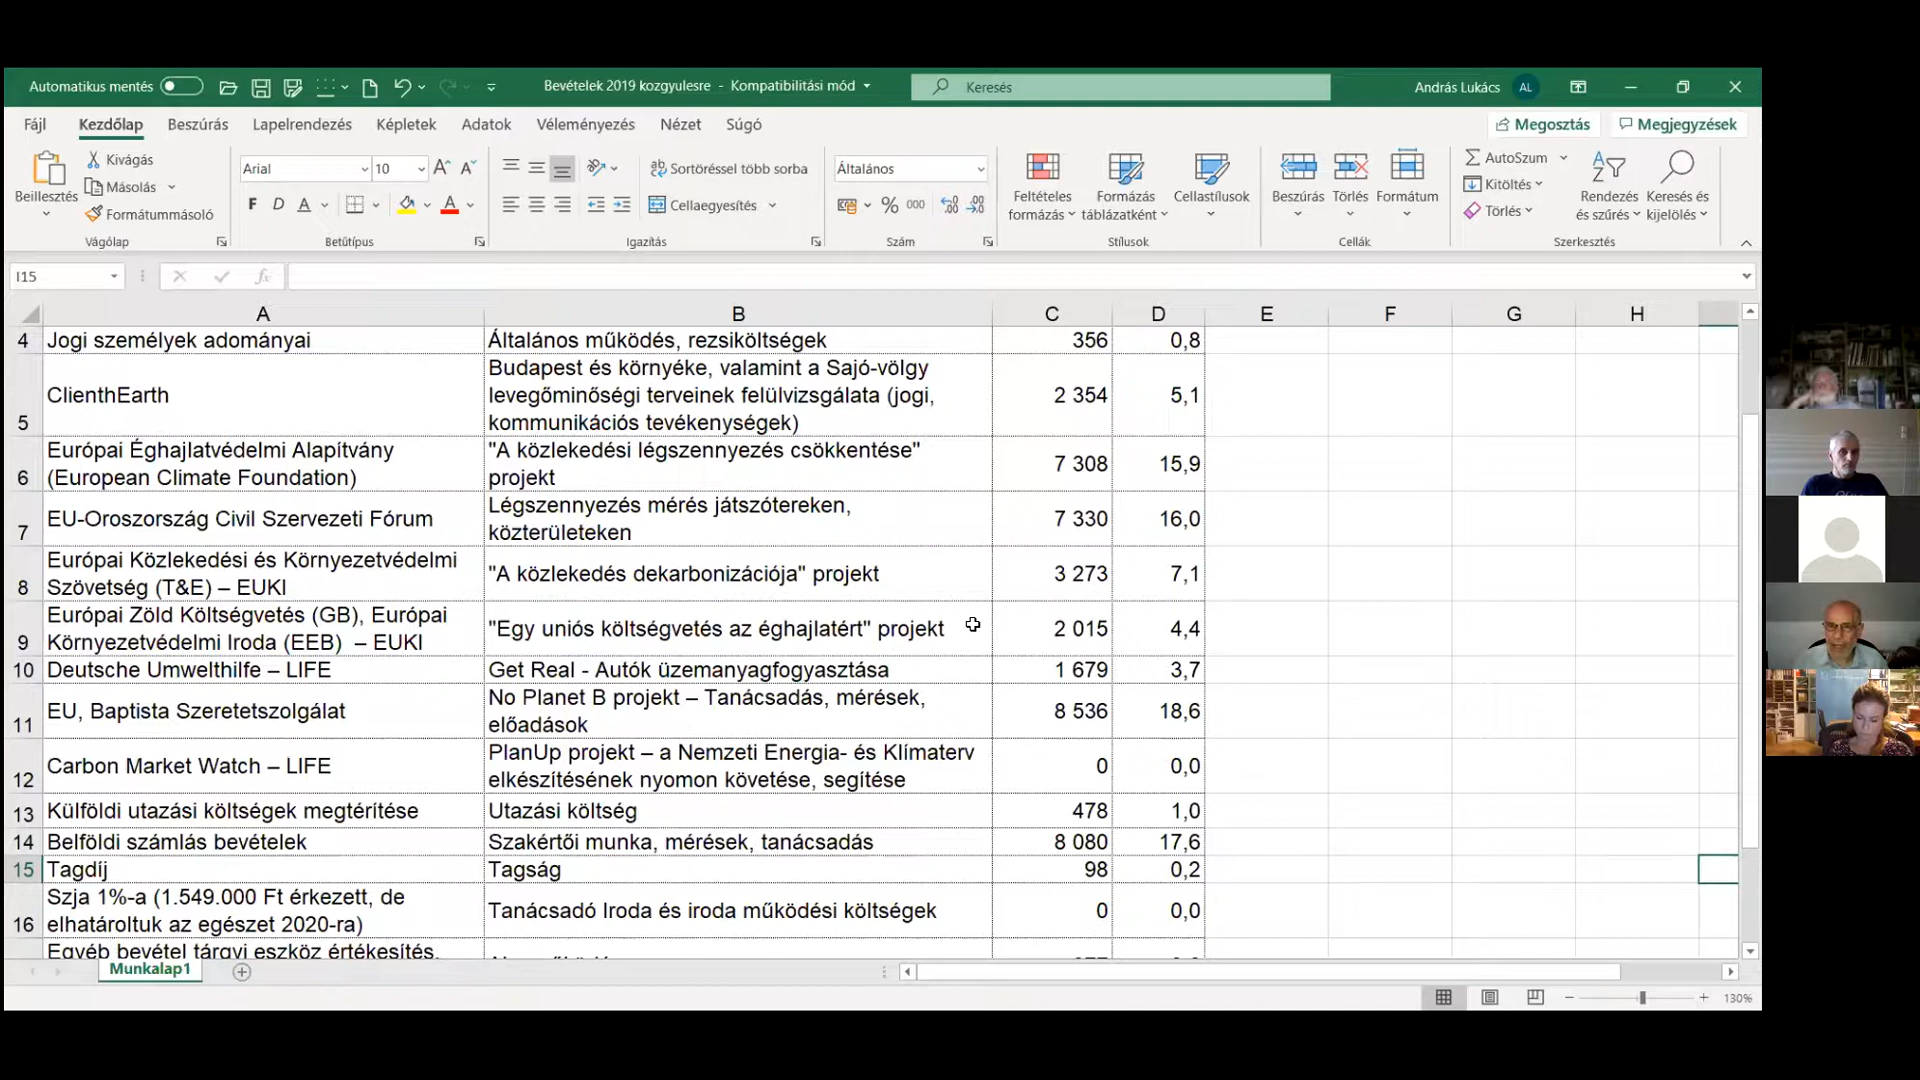 Automatikus mentés
Bevételek 2019 kozgyulesre - Kompatibilitási mód
Keresés
András Lukács AL
Fájl Kezdőlap Beszúrás Lapelrendezés Képletek Adatok Véleményezés Nézet Súgó
Megosztás Megjegyzések
Beillesztés
Kivágás
Másolás
Formátummásoló
Vágólap
Arial 10
F D A
Betűtípus
Sortöréssel több sorba
Cellaegyesítés
Igazítás
Általános
% 000
Szám
Feltételes formázás
Formázás táblázatként
Cellastílusok
Stílusok
Beszúrás Törlés Formátum
Cellák
AutoSzum
Kitöltés
Törlés
Rendezés és szűrés
Keresés és kijelölés
Szerkesztés
I15
fx
A B C D E F G H
4 Jogi személyek adományai Általános működés, rezsiköltségek 356 0,8
Budapest és környéke, valamint a Sajó-völgy
ClienthEarth levegőminőségi terveinek felülvizsgálata (jogi, 2 354 5,1
5 kommunikációs tevékenységek)
Európai Éghajlatvédelmi Alapítvány "A közlekedési légszennyezés csökkentése" 7 308 15,9
6 (European Climate Foundation) projekt
EU-Oroszország Civil Szervezeti Fórum Légszennyezés mérés játszótereken, 7 330 16,0
7 közterületeken
Európai Közlekedési és Környezetvédelmi "A közlekedés dekarbonizációja" projekt 3 273 7,1
8 Szövetség (T&E) – EUKI
Európai Zöld Költségvetés (GB), Európai "Egy uniós költségvetés az éghajlatért" projekt 2 015 4,4
9 Környezetvédelmi Iroda (EEB) – EUKI
10 Deutsche Umwelthilfe – LIFE Get Real - Autók üzemanyagfogyasztása 1 679 3,7
EU, Baptista Szeretetszolgálat No Planet B projekt – Tanácsadás, mérések, 8 536 18,6
11 előadások
Carbon Market Watch – LIFE PlanUp projekt – a Nemzeti Energia- és Klímaterv 0 0,0
12 elkészítésének nyomon követése, segítése
13 Külföldi utazási költségek megtérítése Utazási költség 478 1,0
14 Belföldi számlás bevételek Szakértői munka, mérések, tanácsadás 8 080 17,6
15 Tagdíj Tagság 98 0,2
Szja 1%-a (1.549.000 Ft érkezett, de Tanácsadó Iroda és iroda működési költségek 0 0,0
16 elhatároltuk az egészet 2020-ra)
Egyéb bevétel tárgyi eszköz értékesítés,
Munkalap1
130%